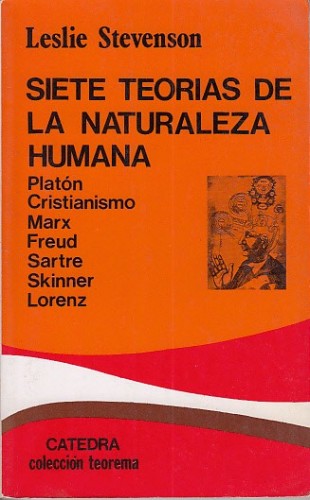 Leslie Stevenson
SIETE TEORIAS DE
LA NATURALEZA
HUMANA
Platón
Cristianismo
Marx
Freud
Sartre
Skinner
Lorenz
CATEDRA
colección teorema